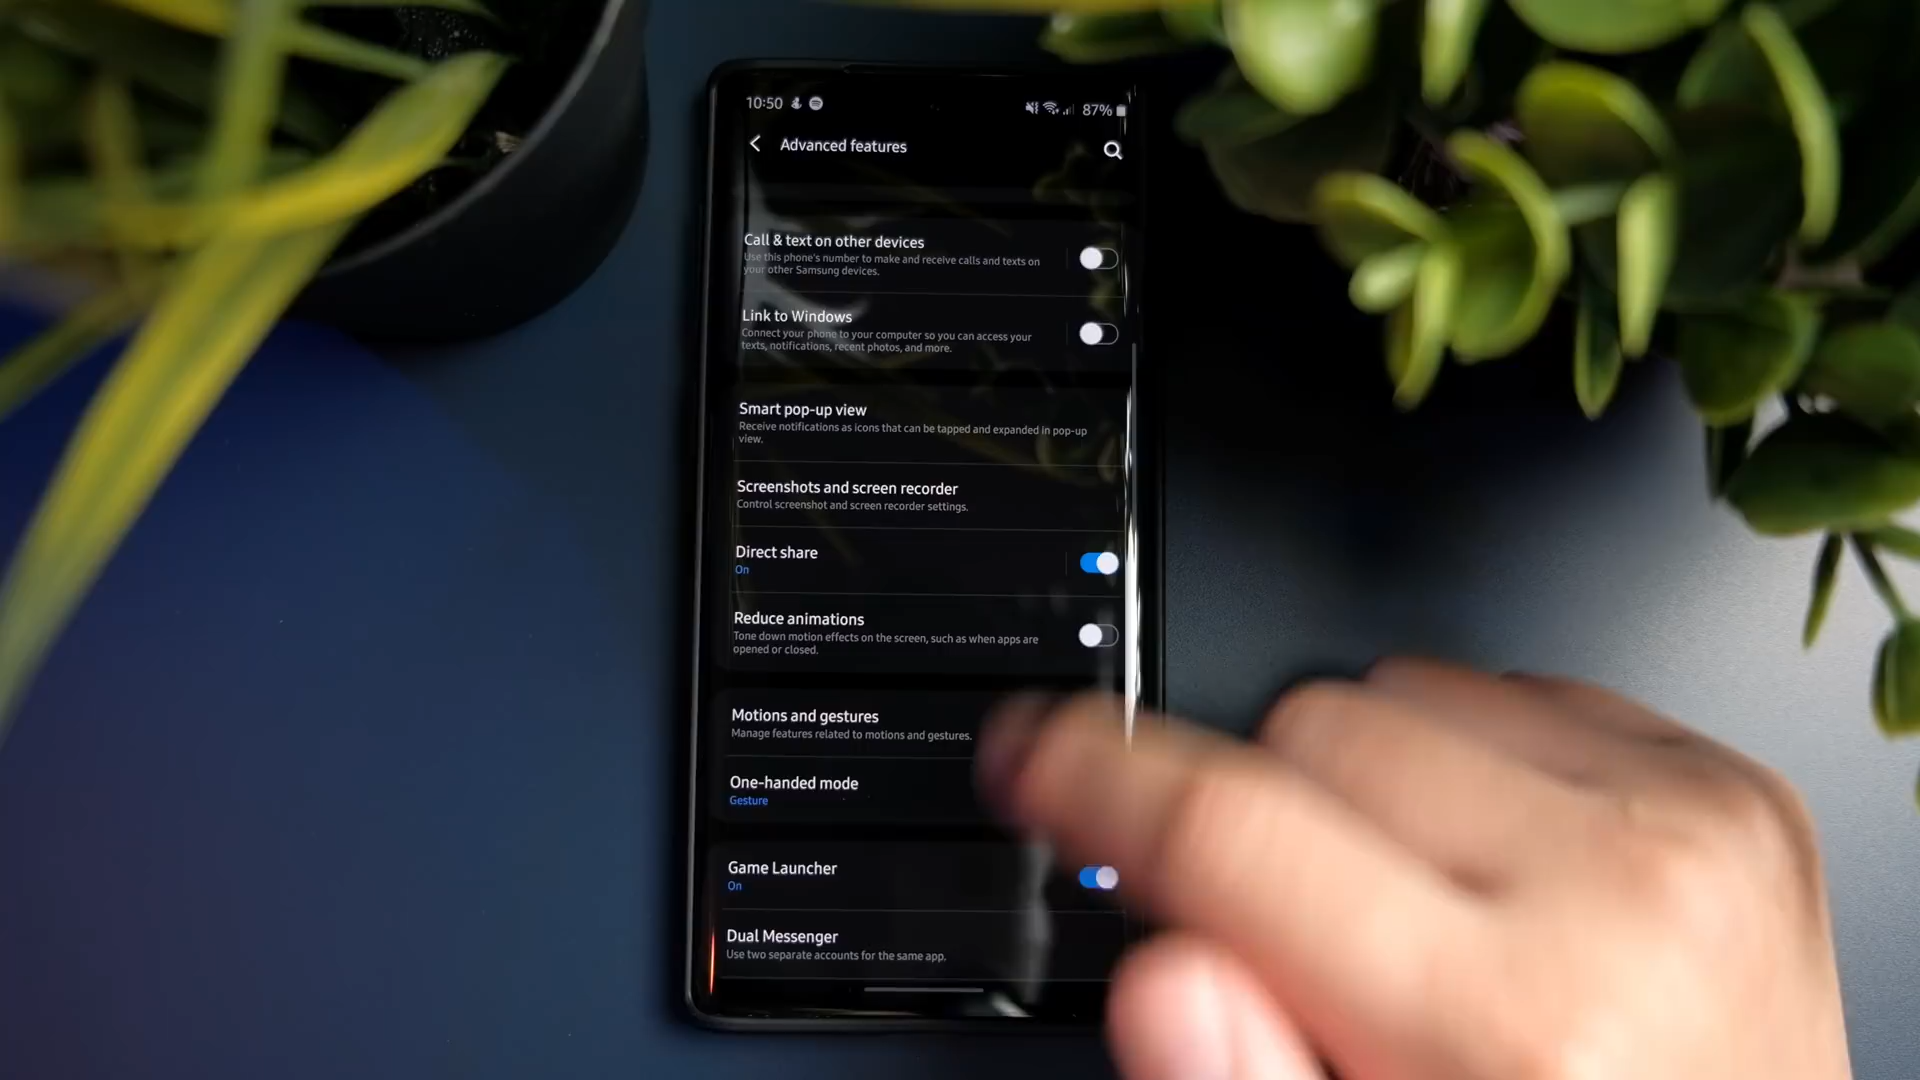 10:50
87%
Advanced features
Call & text on other devices
Use this phone's number to make and receive calls and texts on
your other Samsung devices.
Link to Windows
Connect your phone to your computer so you can access your
texts, notifications, recent photos, and more.
Smart pop-up view
Receive notifications as icons that can be tapped and expanded in pop-up
view.
Screenshots and screen recorder
Control screenshot and screen recorder settings.
Direct share
On
Reduce animations
Tone down motion effects on the screen, such as when apps are
opened or closed.
Motions and gestures
Manage features related to motions and gestures.
One-handed mode
Gesture
Game Launcher
On
Dual Messenger
Use two separate accounts for the same app.